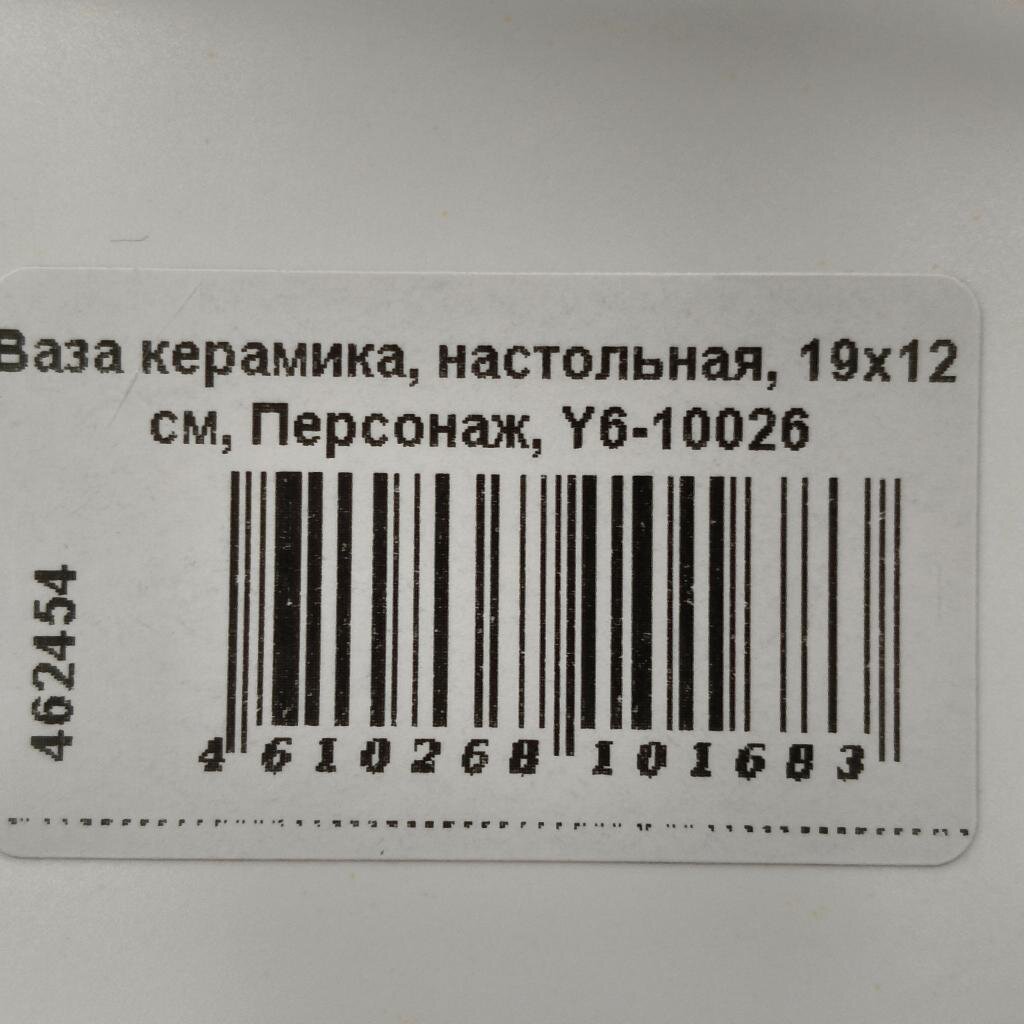 Ваза керамика, настольная, 19х12
см, Персонаж, Y6-10026
462454
4 610268 101683